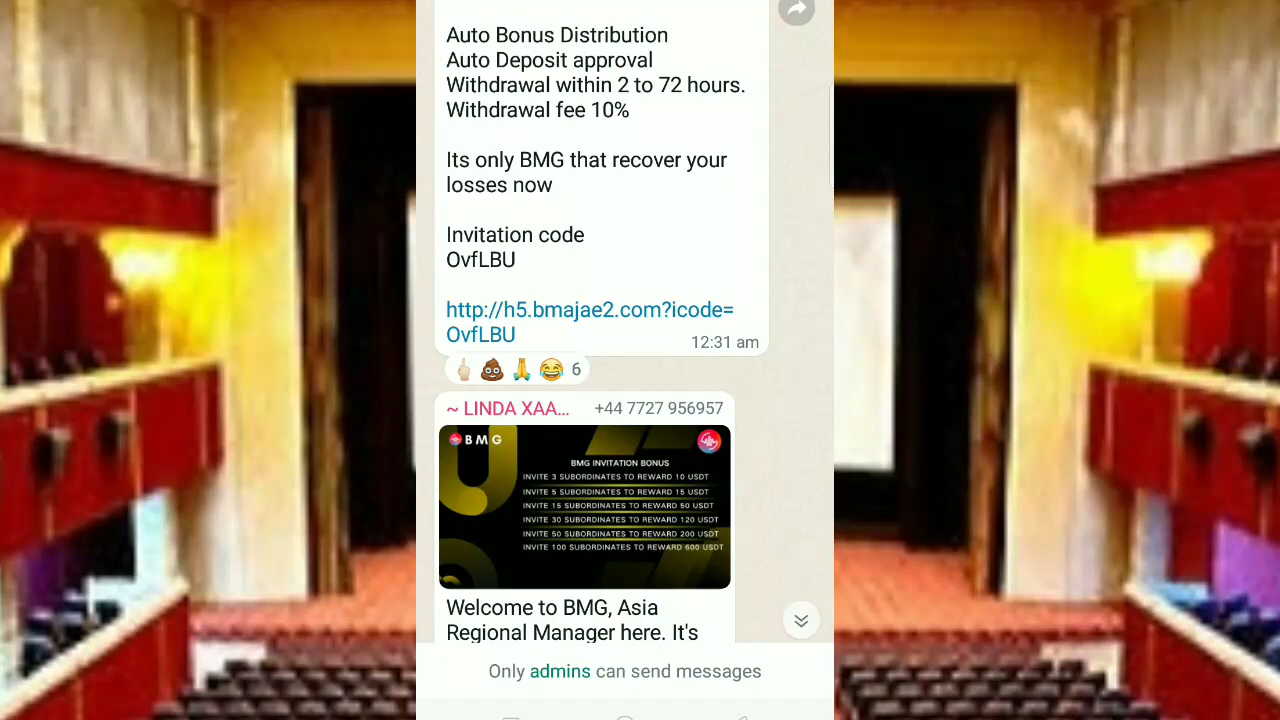 Auto Bonus Distribution
Auto Deposit approval
Withdrawal within 2 to 72 hours.
Withdrawal fee 10%
Its only BMG that recover your
losses now
Invitation code
OvfLBU
http://h5.bmajae2.com?icode=
OvfLBU
12:31 am
6
~ LINDA XAA... +44 7727 956957
BMG
BMG INVITATION BONUS
INVITE 3 SUBORDINATES TO REWARD 10 USDT
INVITE 5 SUBORDINATES TO REWARD 15 USDT
INVITE 15 SUBORDINATES TO REWARD 50 USDT
INVITE 30 SUBORDINATES TO REWARD 120 USDT
INVITE 50 SUBORDINATES TO REWARD 200 USDT
INVITE 100 SUBORDINATES TO REWARD 600 USDT
Welcome to BMG, Asia
Regional Manager here. It's
Only admins can send messages